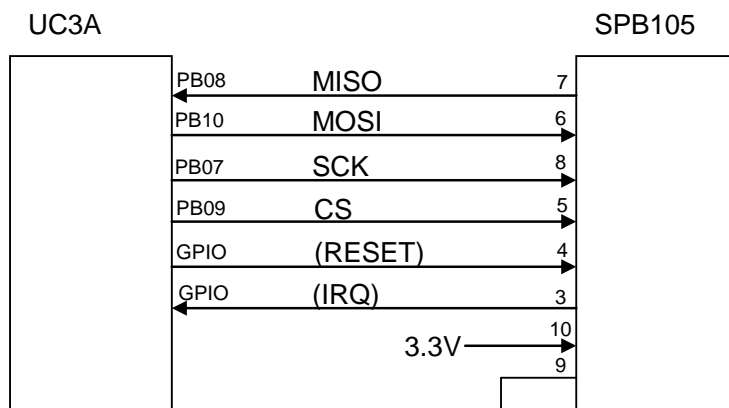 UC3A SPB105
PB08 MISO 7
PB10 MOSI 6
PB07 SCK 8
PB09 CS 5
GPIO (RESET) 4
GPIO (IRQ) 3
10
3.3V
9